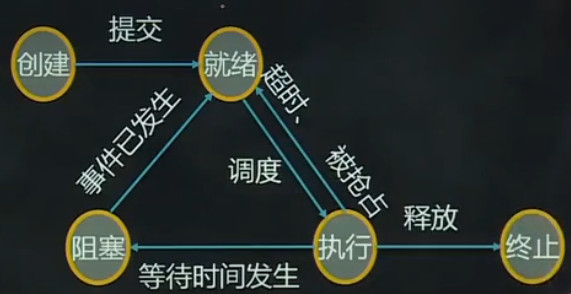 提交
创建
就绪
超时、
被抢占
事件已发生
调度
释放
阻塞
执行
终止
等待时间发生